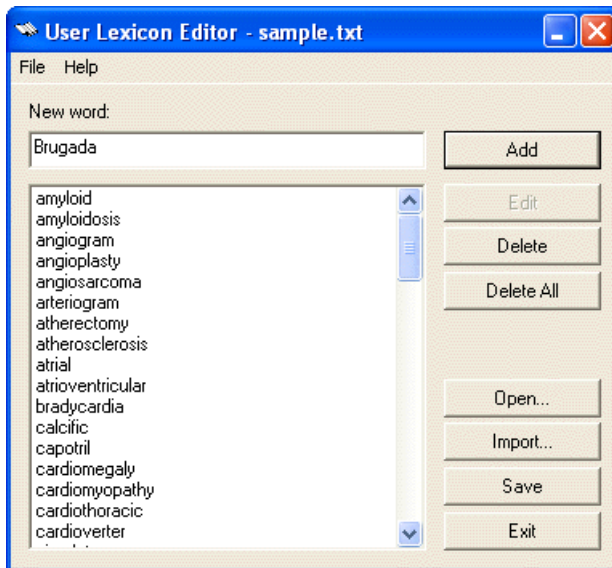 User Lexicon Editor - sample.txt
File Help
New word:
Brugada
Add
amyloid
amyloidosis
angiogram
angioplasty
angiosarcoma
arteriogram
atherectomy
atherosclerosis
atrial
atrioventricular
bradycardia
calcific
capotril
cardiomegaly
cardiomyopathy
cardiothoracic
cardioverter
Edit
Delete
Delete All
Open...
Import...
Save
Exit